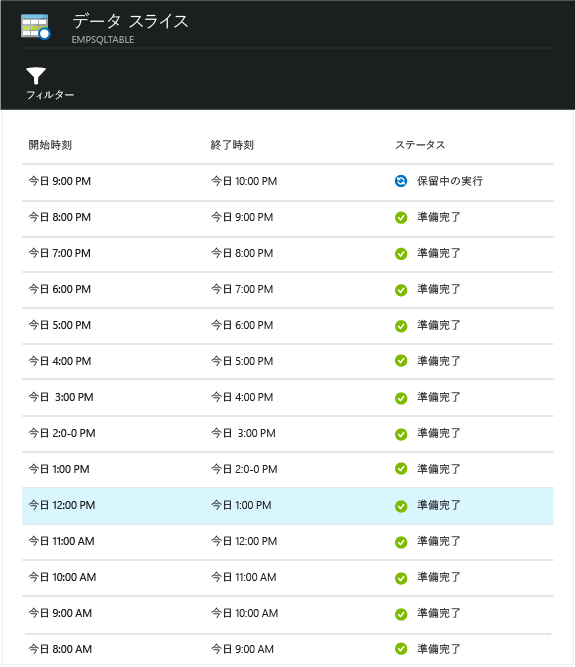 データ スライス
EMPSQLTABLE
フィルター
開始時刻 終了時刻 ステータス
今日 9:00 PM 今日 10:00 PM 保留中の実行
今日 8:00 PM 今日 9:00 PM 準備完了
今日 7:00 PM 今日 8:00 PM 準備完了
今日 6:00 PM 今日 7:00 PM 準備完了
今日 5:00 PM 今日 6:00 PM 準備完了
今日 4:00 PM 今日 5:00 PM 準備完了
今日 3:00 PM 今日 4:00 PM 準備完了
今日 2:0-0 PM 今日 3:00 PM 準備完了
今日 1:00 PM 今日 2:0-0 PM 準備完了
今日 12:00 PM 今日 1:00 PM 準備完了
今日 11:00 AM 今日 12:00 PM 準備完了
今日 10:00 AM 今日 11:00 AM 準備完了
今日 9:00 AM 今日 10:00 AM 準備完了
今日 8:00 AM 今日 9:00 AM 準備完了